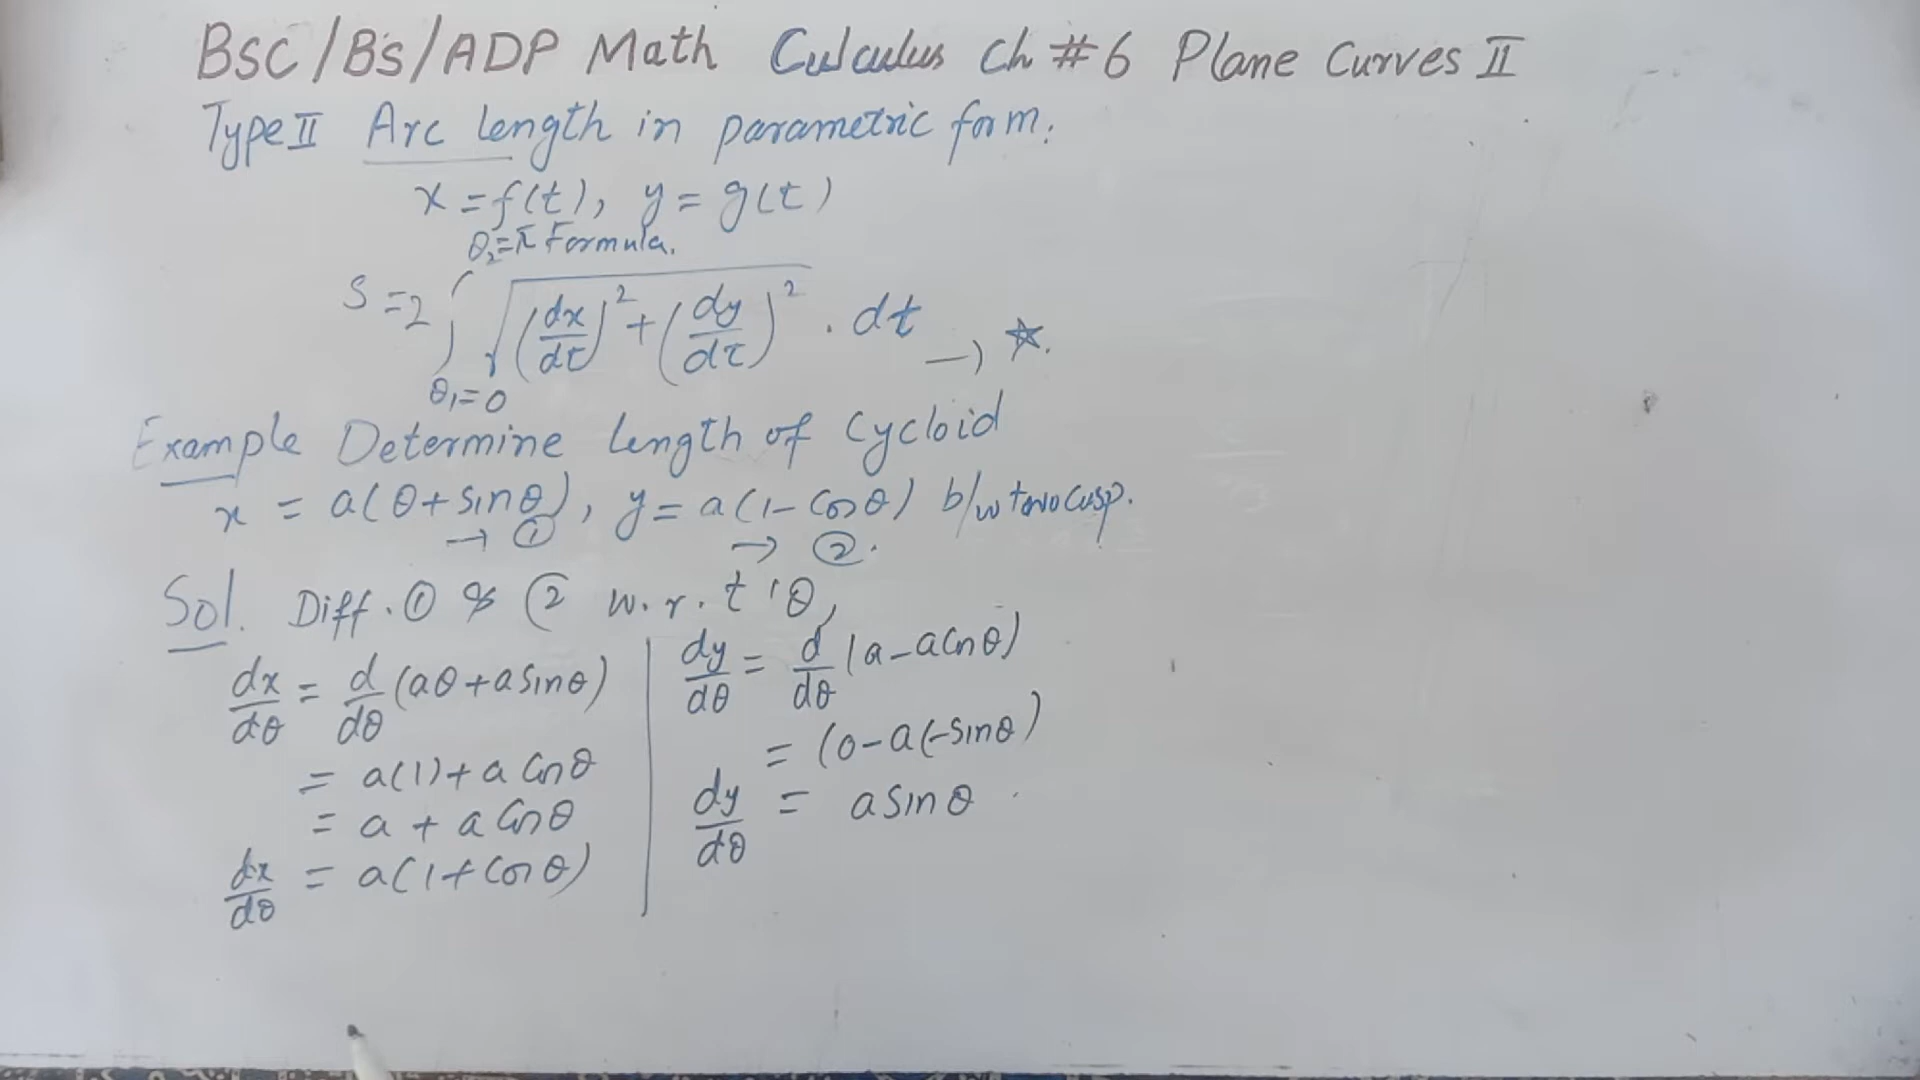 BSC/BS/ADP Math Culculus Ch #6 Plane Curves II
Type II Arc length in parametric form.
x = f(t), y = g(t)
θ₂=π Formula.
S = 2 ∫ √((dx/dt)² + (dy/dt)²) . dt → ☆.
θ₁=0
Example Determine length of Cycloid
x = a(θ + sinθ), y = a(1 - Cosθ) b/w two Cusp.
→ ① → ②.
Sol. Diff. ① & ② w.r.t 'θ,
dx/dθ = d/dθ (aθ + a sinθ)
= a(1) + a Cosθ
= a + a Cosθ
dx/dθ = a(1 + Cosθ)
dy/dθ = d/dθ (a - a Cosθ)
= (0 - a(-sinθ)
dy/dθ = a sinθ